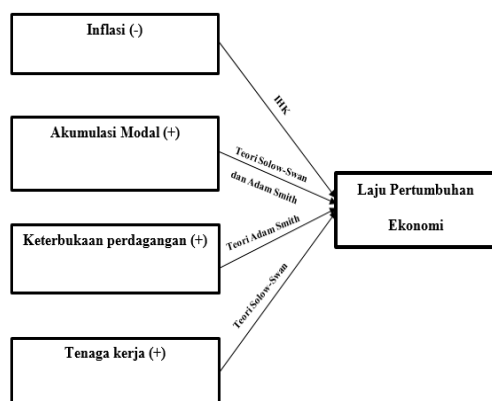 Inflasi (-)
IHK
Akumulasi Modal (+)
Teori Solow-Swan
dan Adam Smith
Laju Pertumbuhan
Ekonomi
Keterbukaan perdagangan (+)
Teori Adam Smith
Teori Solow-Swan
Tenaga kerja (+)